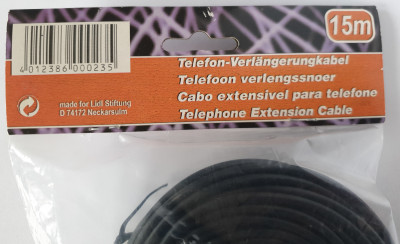 15m
4 012386 000235
Telefon-Verlängerungkabel
Telefoon verlengssnoer
Cabo extensível para telefone
Telephone Extension Cable
made for Lidl Stiftung
D 74172 Neckarsulm